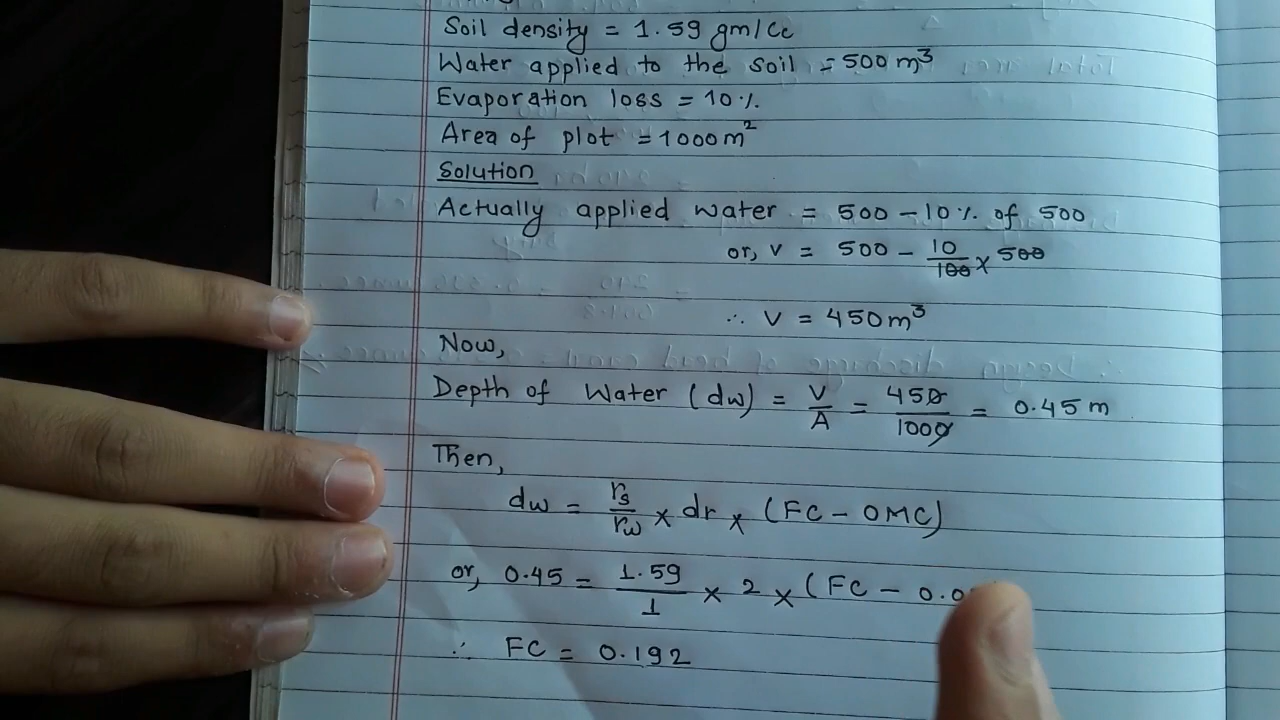 Soil density = 1.59 gm/cc
Water applied to the soil = 500 m³
Evaporation loss = 10%.
Area of plot = 1000 m²
Solution
Actually applied water = 500 - 10% of 500
or, v = 500 - 10/100 x 500
∴ V = 450 m³
Now,
Depth of Water (dw) = V/A = 450/1000 = 0.45 m
Then,
dw = rs/rw x dr x (FC - OMC)
or, 0.45 = 1.59/1 x 2 x (FC - 0.0
∴ FC = 0.192